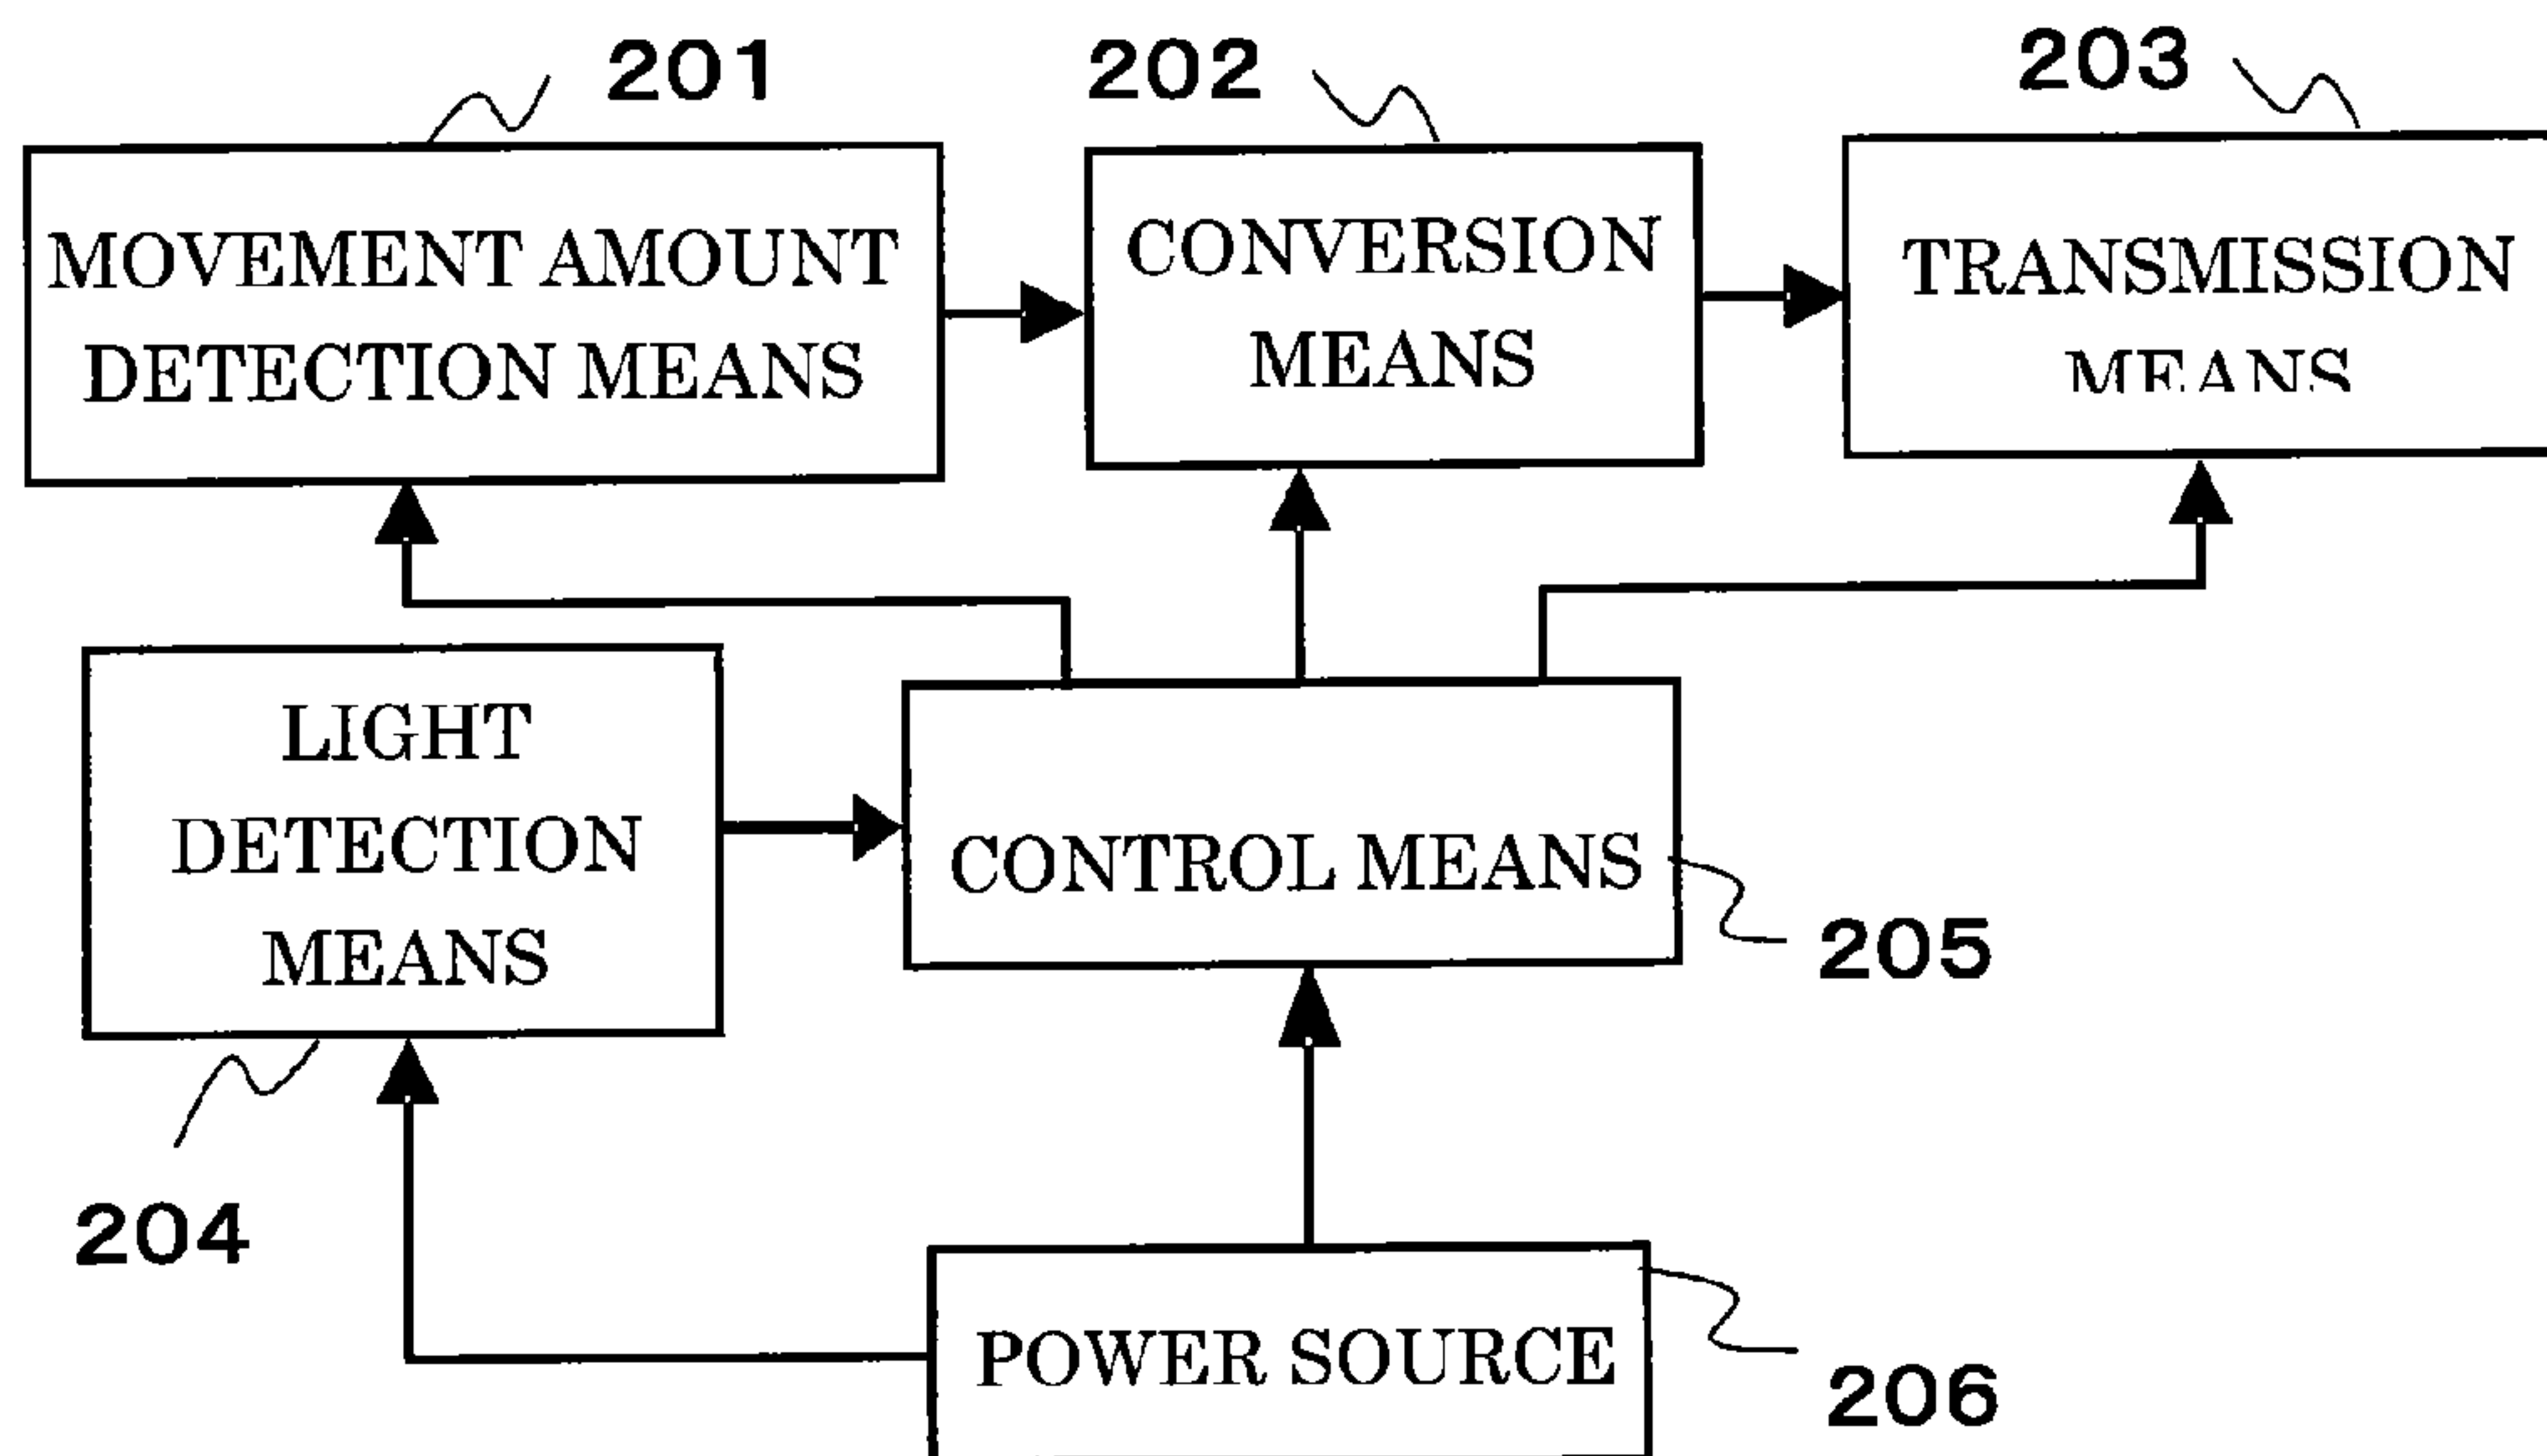 201
202
203
MOVEMENT AMOUNT
DETECTION MEANS
CONVERSION
MEANS
TRANSMISSION
MEANS
LIGHT
DETECTION
MEANS
CONTROL MEANS
205
204
POWER SOURCE
206